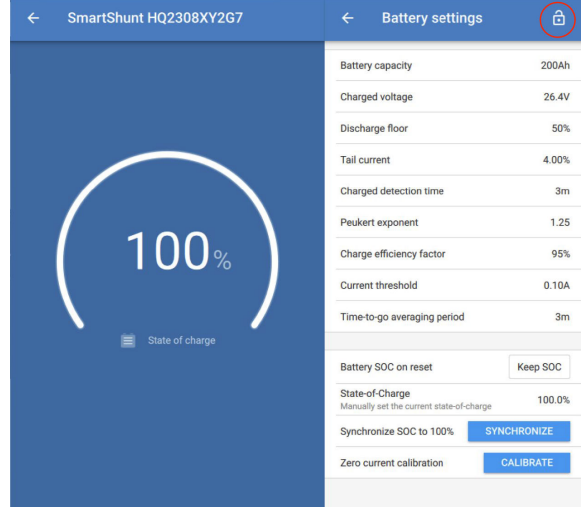 SmartShunt HQ2308XY2G7
100%
State of charge
Battery settings
Battery capacity 200Ah
Charged voltage 26.4V
Discharge floor 50%
Tail current 4.00%
Charged detection time 3m
Peukert exponent 1.25
Charge efficiency factor 95%
Current threshold 0.10A
Time-to-go averaging period 3m
Battery SOC on reset Keep SOC
State-of-Charge 100.0%
Manually set the current state-of-charge
Synchronize SOC to 100% SYNCHRONIZE
Zero current calibration CALIBRATE